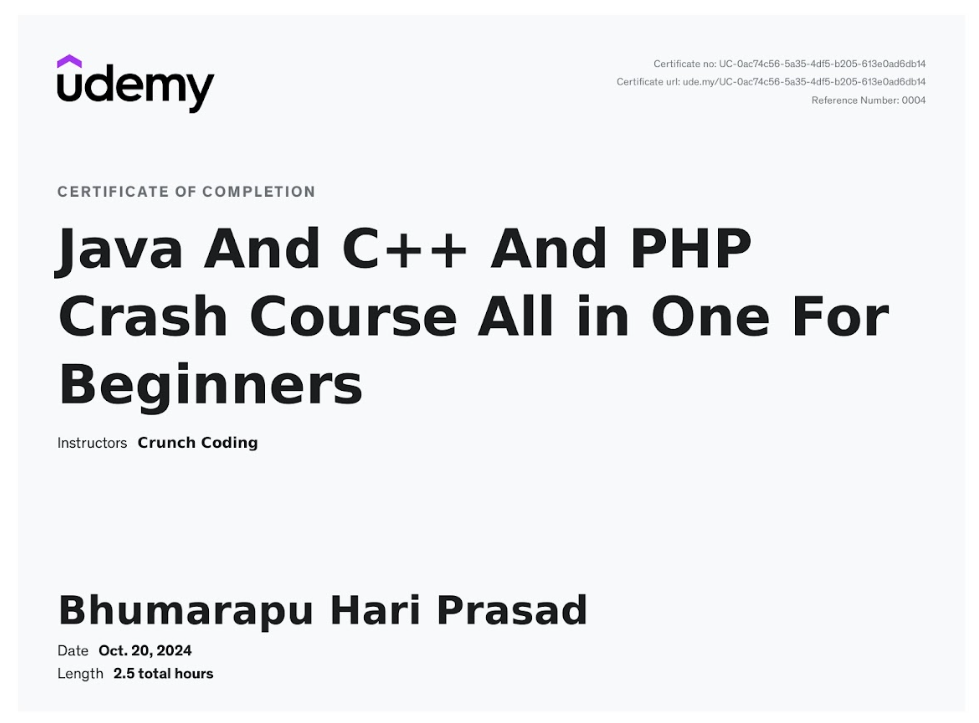 udemy
Certificate no: UC-0ac74c56-5a35-4df5-b205-613e0ad6db14
Certificate url: ude.my/UC-0ac74c56-5a35-4df5-b205-613e0ad6db14
Reference Number: 0004
CERTIFICATE OF COMPLETION
Java And C++ And PHP
Crash Course All in One For
Beginners
Instructors Crunch Coding
Bhumarapu Hari Prasad
Date Oct. 20, 2024
Length 2.5 total hours